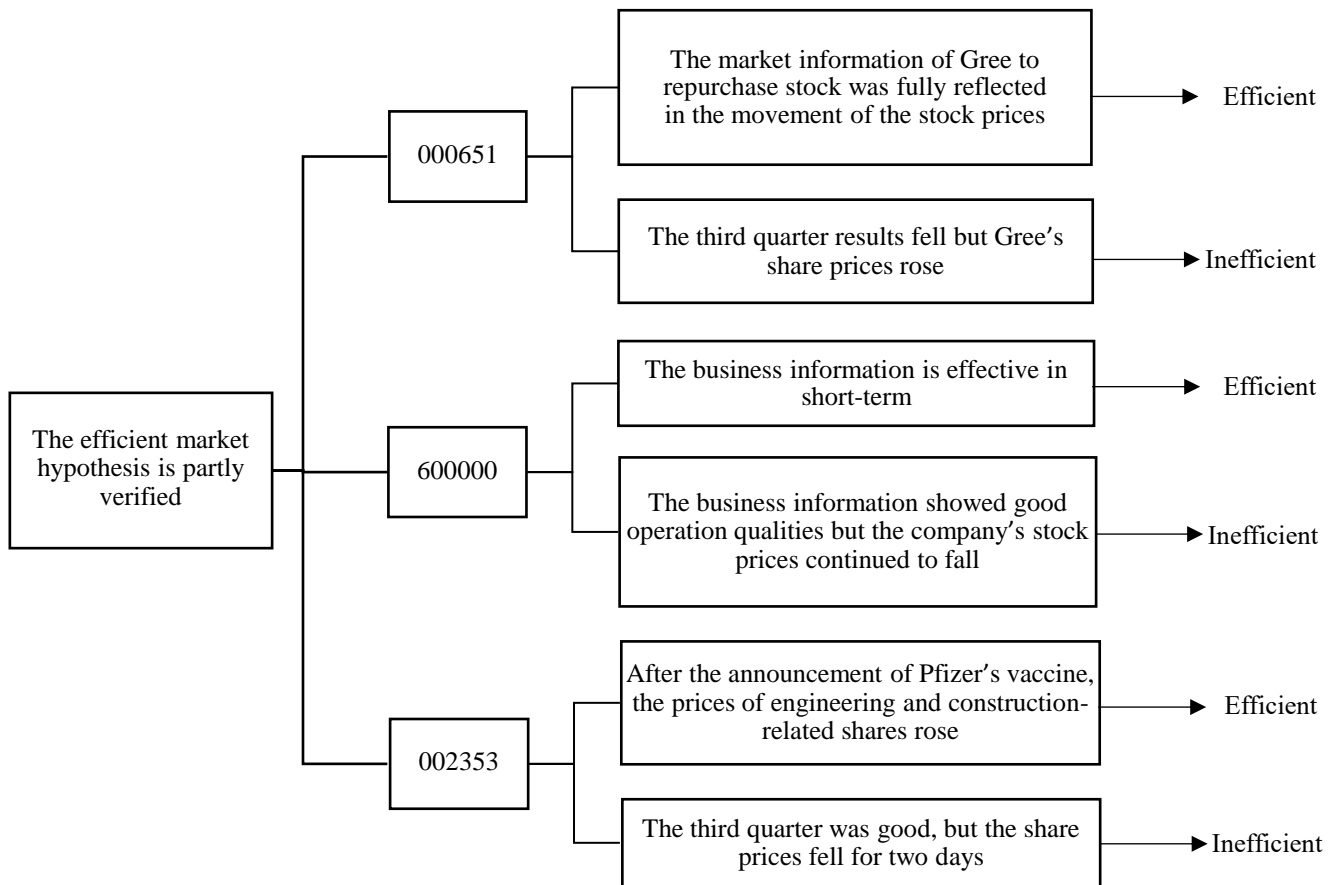 The efficient market
hypothesis is partly
verified
000651
The market information of Gree to
repurchase stock was fully reflected
in the movement of the stock prices
Efficient
The third quarter results fell but Gree’s
share prices rose
Inefficient
600000
The business information is effective in
short-term
Efficient
The business information showed good
operation qualities but the company’s stock
prices continued to fall
Inefficient
002353
After the announcement of Pfizer’s vaccine,
the prices of engineering and construction-
related shares rose
Efficient
The third quarter was good, but the share
prices fell for two days
Inefficient